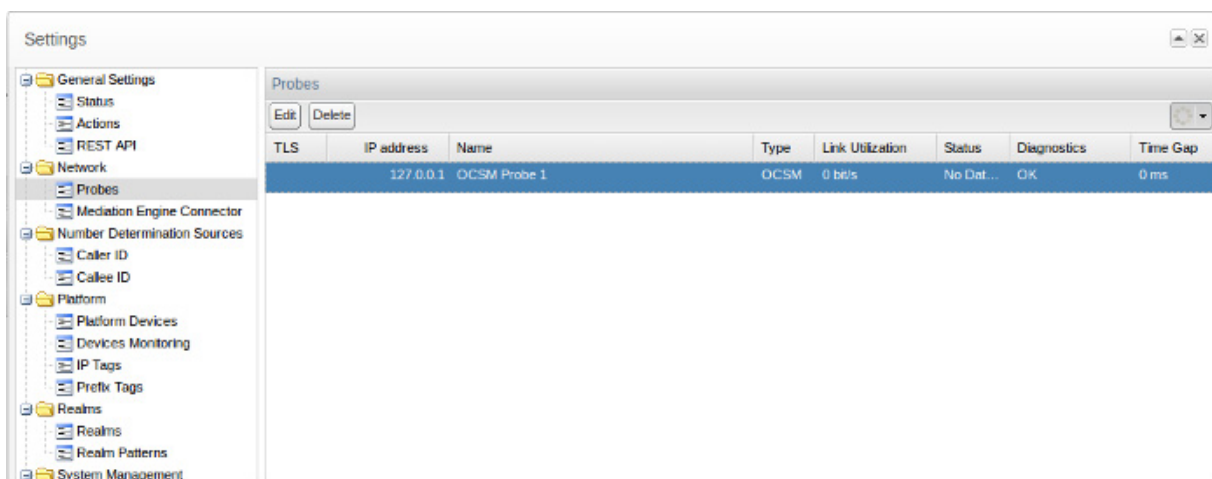 Settings
General Settings
Status
Actions
REST API
Network
Probes
Mediation Engine Connector
Number Determination Sources
Caller ID
Callee ID
Platform
Platform Devices
Devices Monitoring
IP Tags
Prefix Tags
Realms
Realms
Realm Patterns
System Management
Probes
Edit Delete
TLS IP address Name Type Link Utilization Status Diagnostics Time Gap
127.0.0.1 OCSM Probe 1 OCSM 0 bit/s No Dat... OK 0 ms